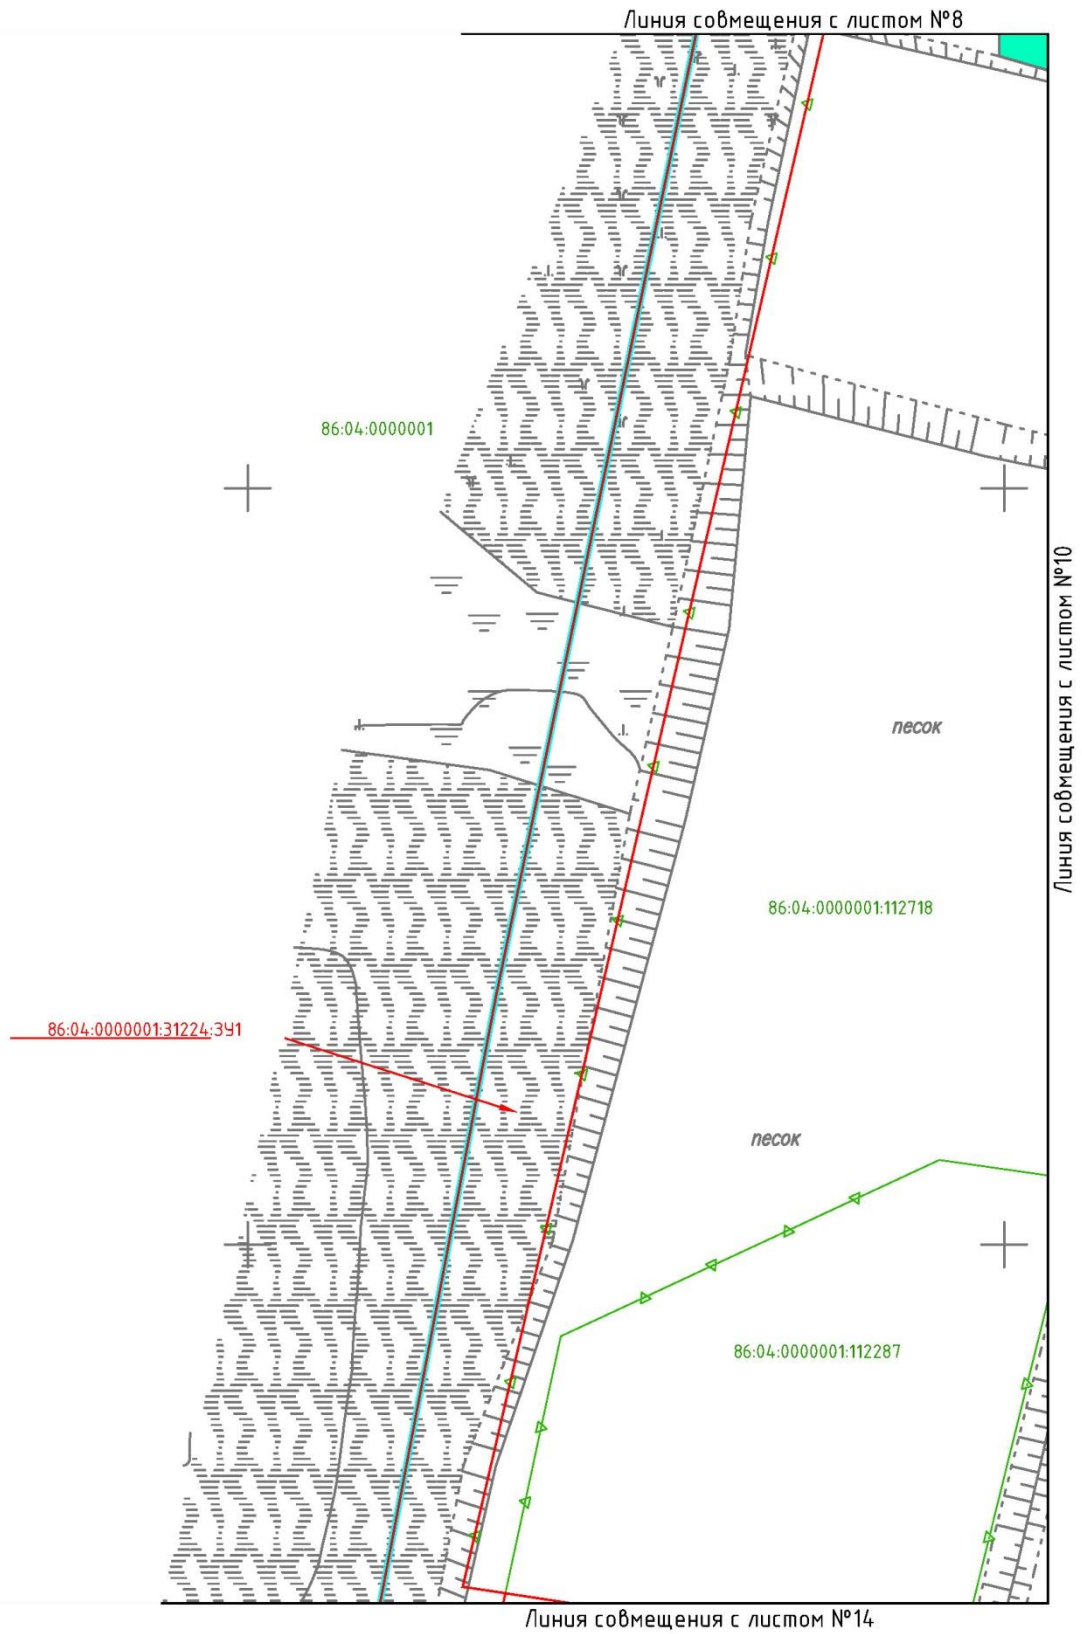 Линия совмещения с листом №8
86:04:0000001
Линия совмещения с листом №10
песок
86:04:0000001:112718
86:04:0000001:31224:ЗУ1
песок
86:04:0000001:112287
Линия совмещения с листом №14